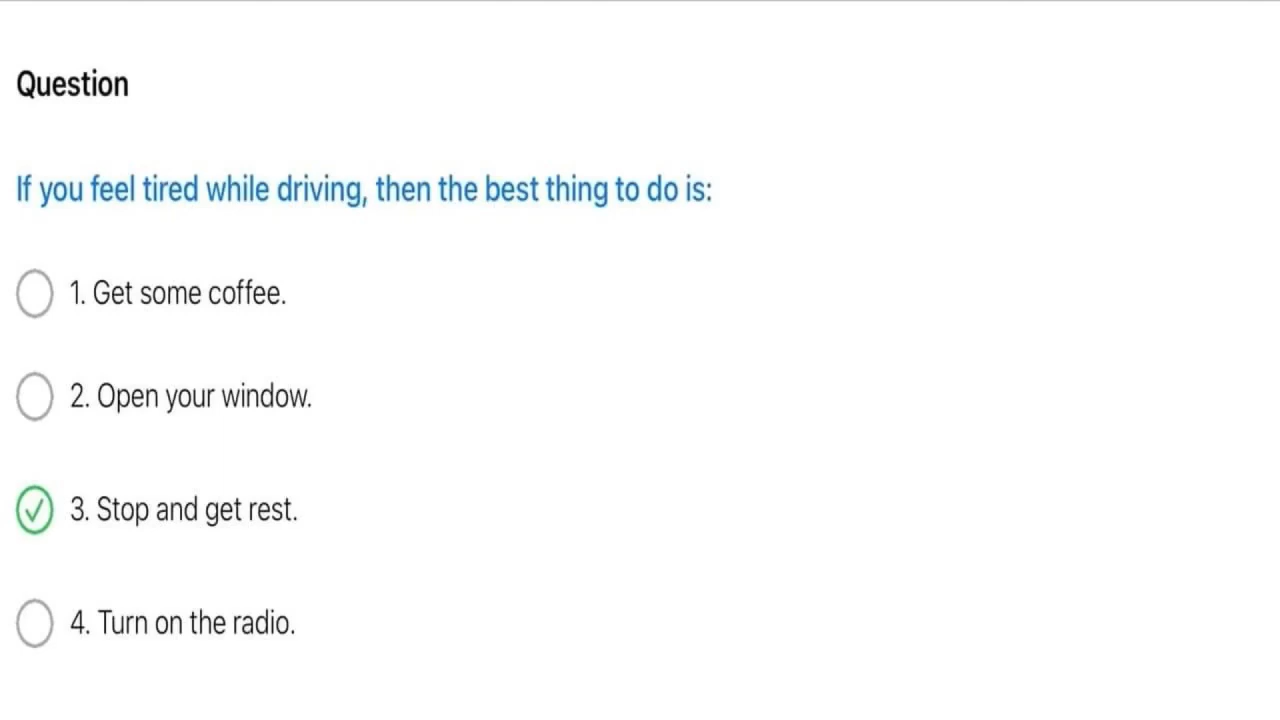 Question
If you feel tired while driving, then the best thing to do is:
1. Get some coffee.
2. Open your window.
3. Stop and get rest.
4. Turn on the radio.